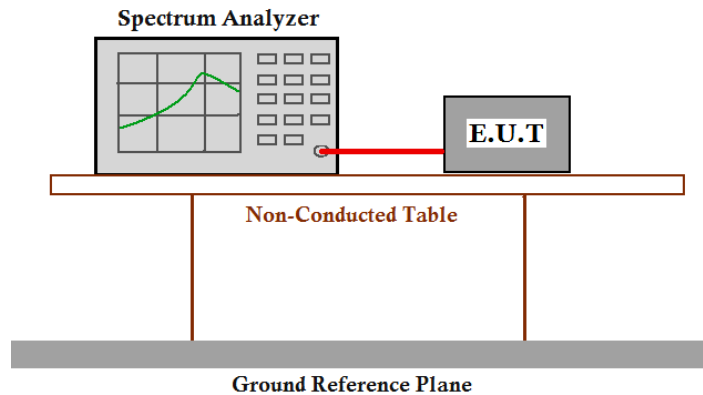 Spectrum Analyzer
E.U.T
Non-Conducted Table
Ground Reference Plane